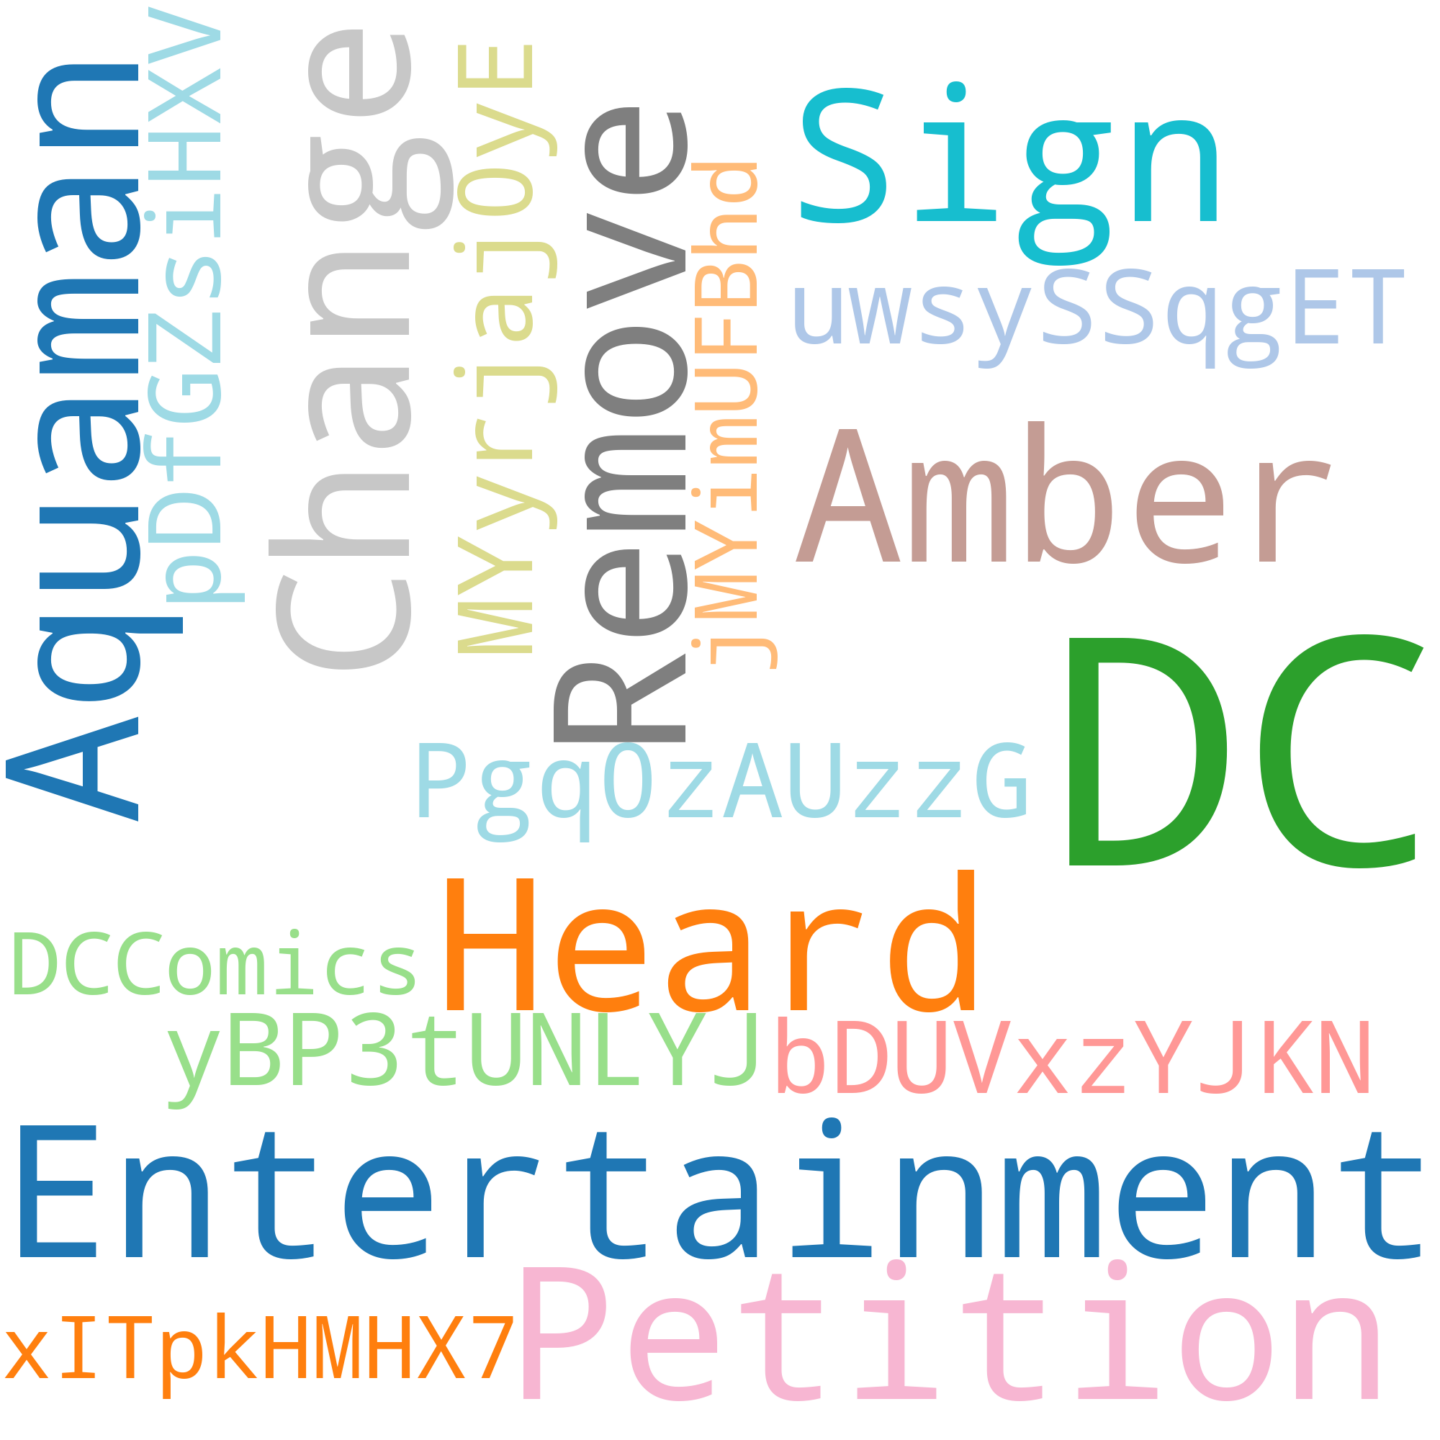 Aquaman
pDfGZsiHXV
Change
MYyrjajOyE
Remove
jMYimUFBhd
Sign
uwsySSqgET
Amber
DC
PgqOzAUzzG
Heard
DCComics
yBP3tUNLYJ
bDUVxzYJKN
Entertainment
xITpkHMHX7
Petition